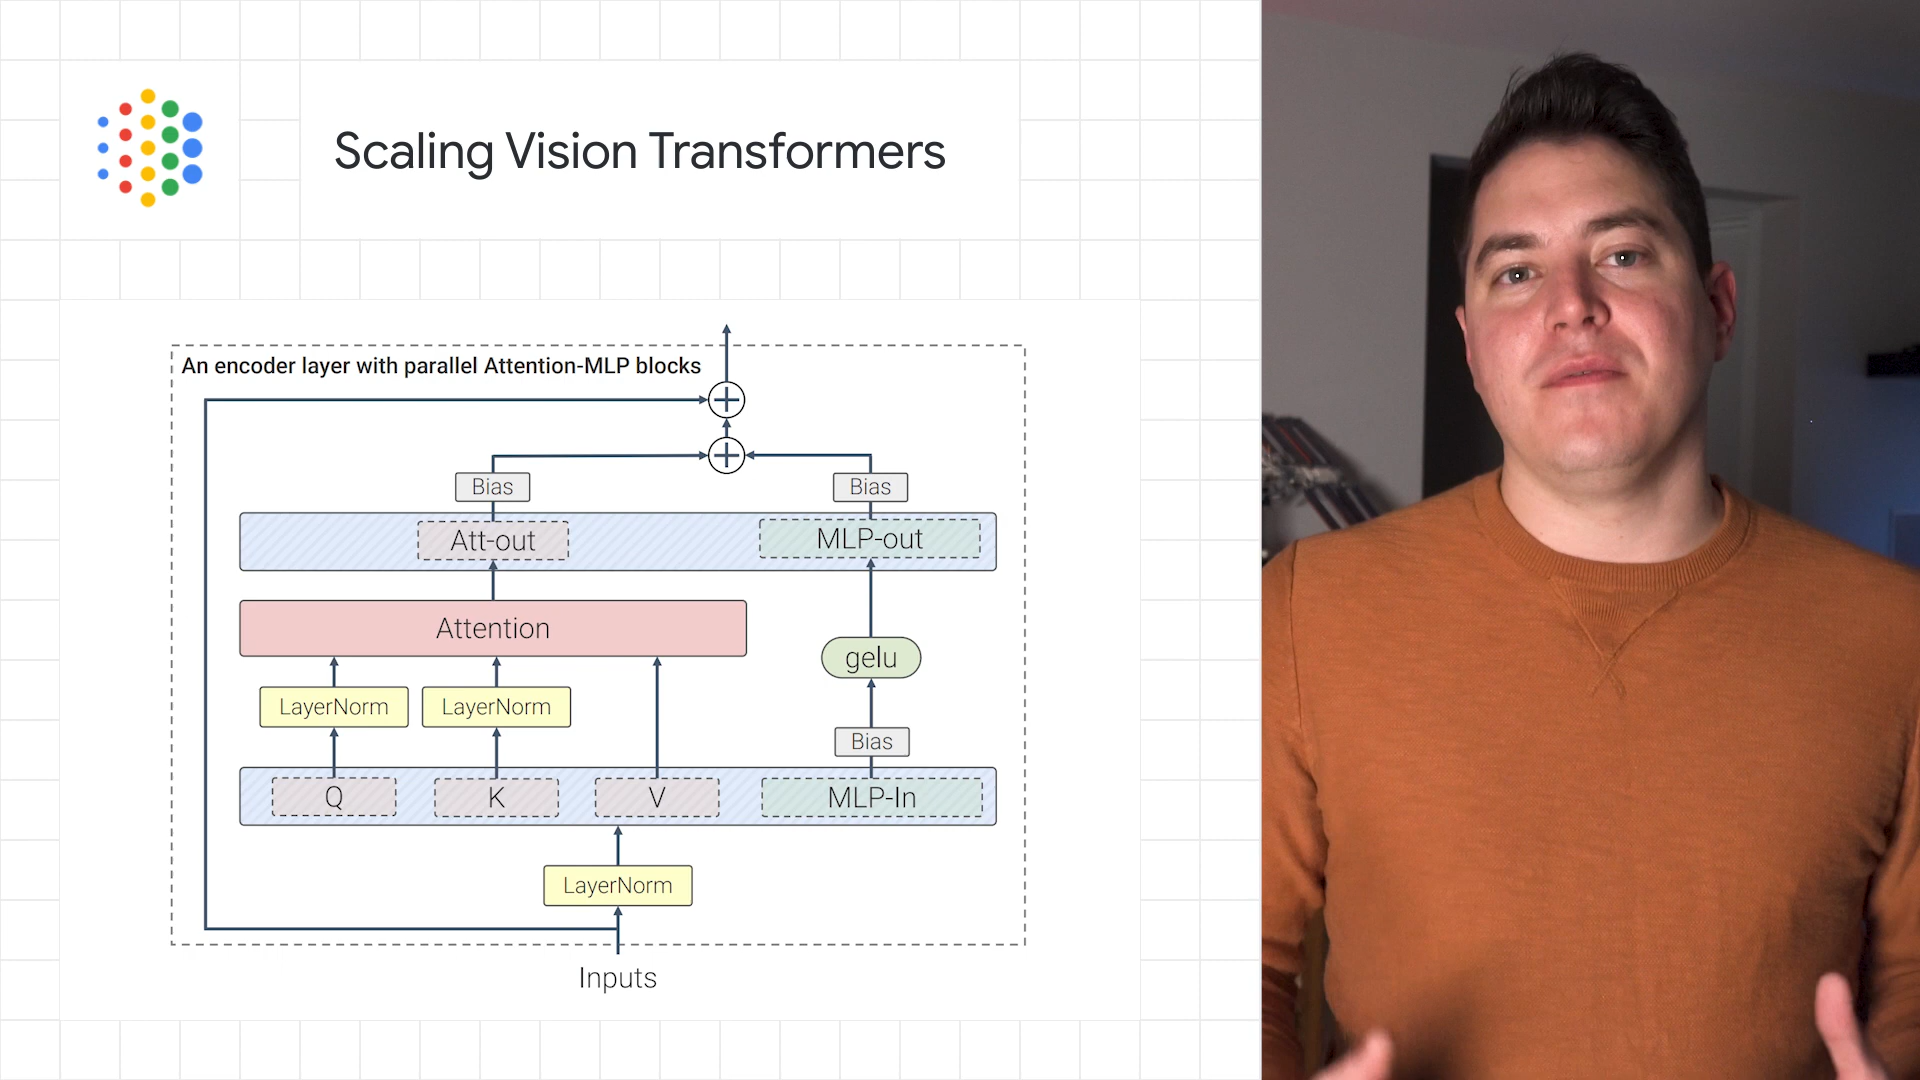 Scaling Vision Transformers
An encoder layer with parallel Attention-MLP blocks
Bias
Bias
Att-out
MLP-out
Attention
gelu
LayerNorm
LayerNorm
Bias
Q
K
V
MLP-In
LayerNorm
Inputs